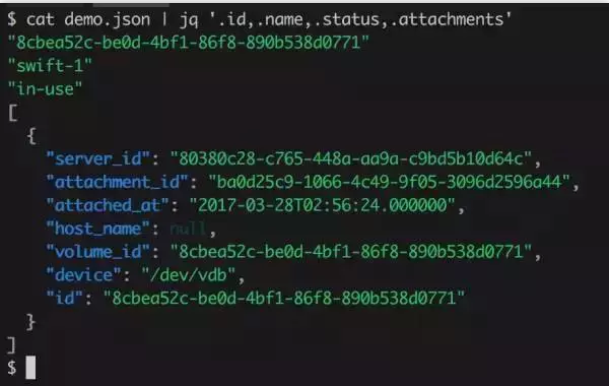 $ cat demo.json | jq '.id,.name,.status,.attachments'
"8cbea52c-be0d-4bf1-86f8-890b538d0771"
"swift-1"
"in-use"
[
  {
    "server_id": "80380c28-c765-448a-aa9a-c9bd5b10d64c",
    "attachment_id": "ba0d25c9-1066-4c49-9f05-3096d2596a44",
    "attached_at": "2017-03-28T02:56:24.000000",
    "host_name": null,
    "volume_id": "8cbea52c-be0d-4bf1-86f8-890b538d0771",
    "device": "/dev/vdb",
    "id": "8cbea52c-be0d-4bf1-86f8-890b538d0771"
  }
]
$